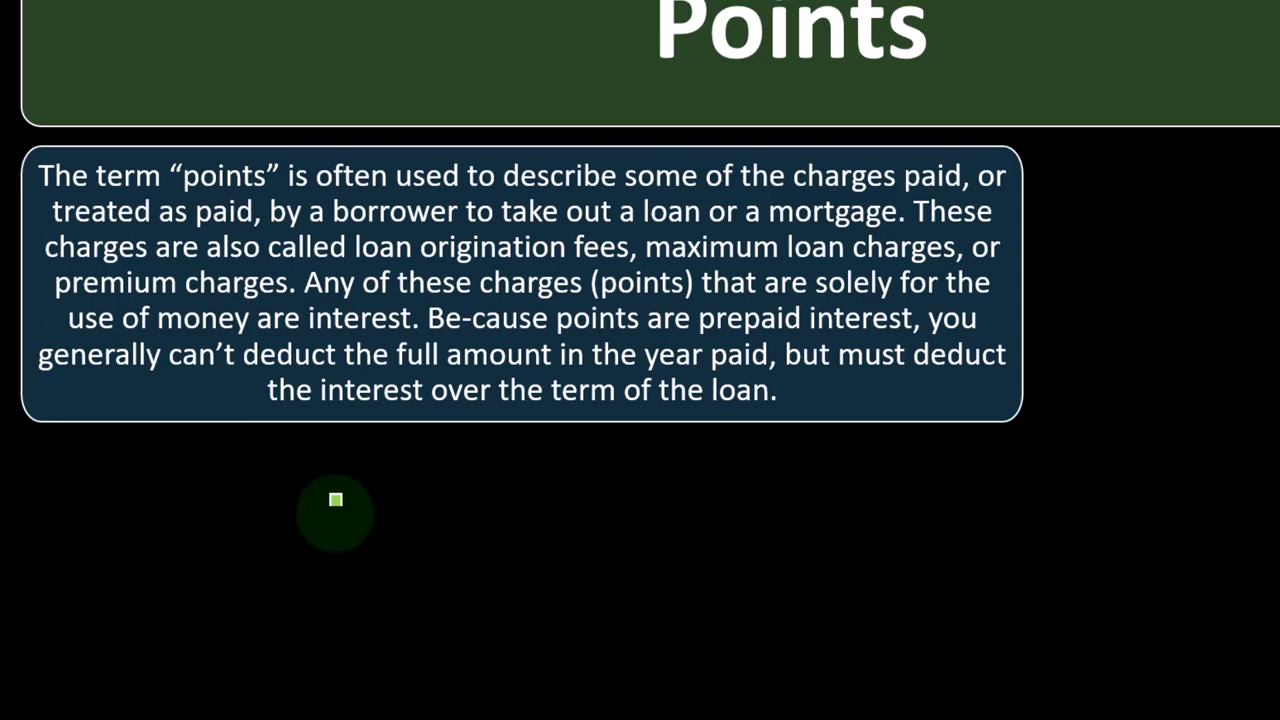 Points
The term “points” is often used to describe some of the charges paid, or
treated as paid, by a borrower to take out a loan or a mortgage. These
charges are also called loan origination fees, maximum loan charges, or
premium charges. Any of these charges (points) that are solely for the
use of money are interest. Be-cause points are prepaid interest, you
generally can’t deduct the full amount in the year paid, but must deduct
the interest over the term of the loan.